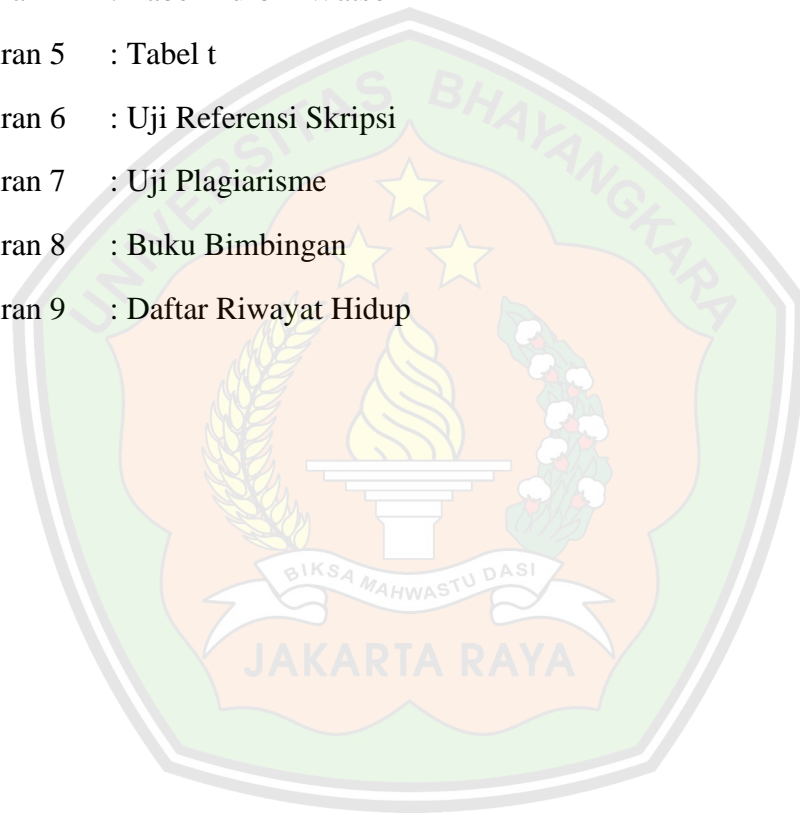 ran 5 : Tabel t
ran 6 : Uji Referensi Skripsi
ran 7 : Uji Plagiarisme
ran 8 : Buku Bimbingan
ran 9 : Daftar Riwayat Hidup
UNIVERSITAS BHAYANGKARA
BIKSA MAHWASTU DASI
JAKARTA RAYA